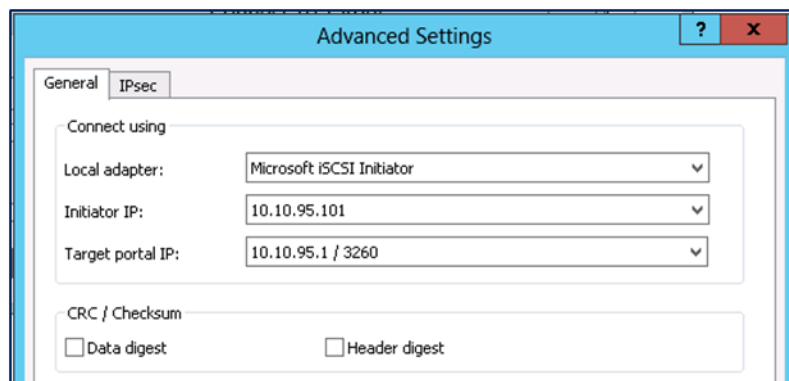 Advanced Settings
? x
General IPsec
Connect using
Local adapter: Microsoft iSCSI Initiator
Initiator IP: 10.10.95.101
Target portal IP: 10.10.95.1 / 3260
CRC / Checksum
Data digest Header digest